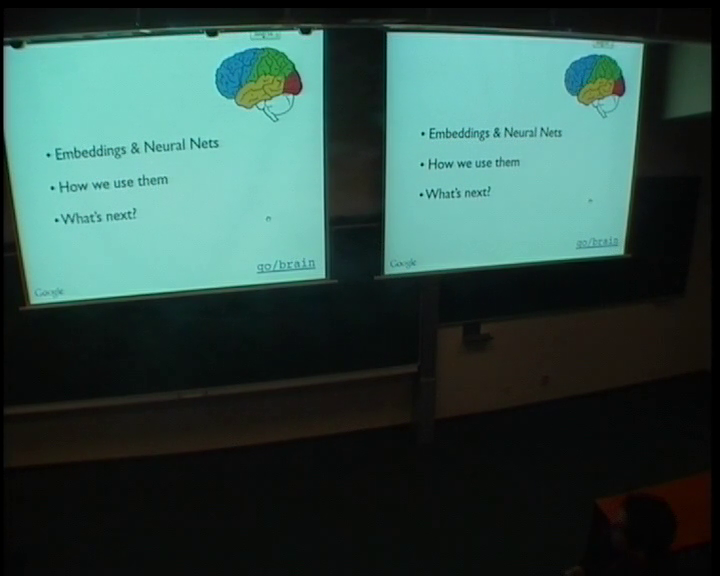 • Embeddings & Neural Nets
• How we use them
• What's next?
go/brain
Google
• Embeddings & Neural Nets
• How we use them
• What's next?
go/brain
Google